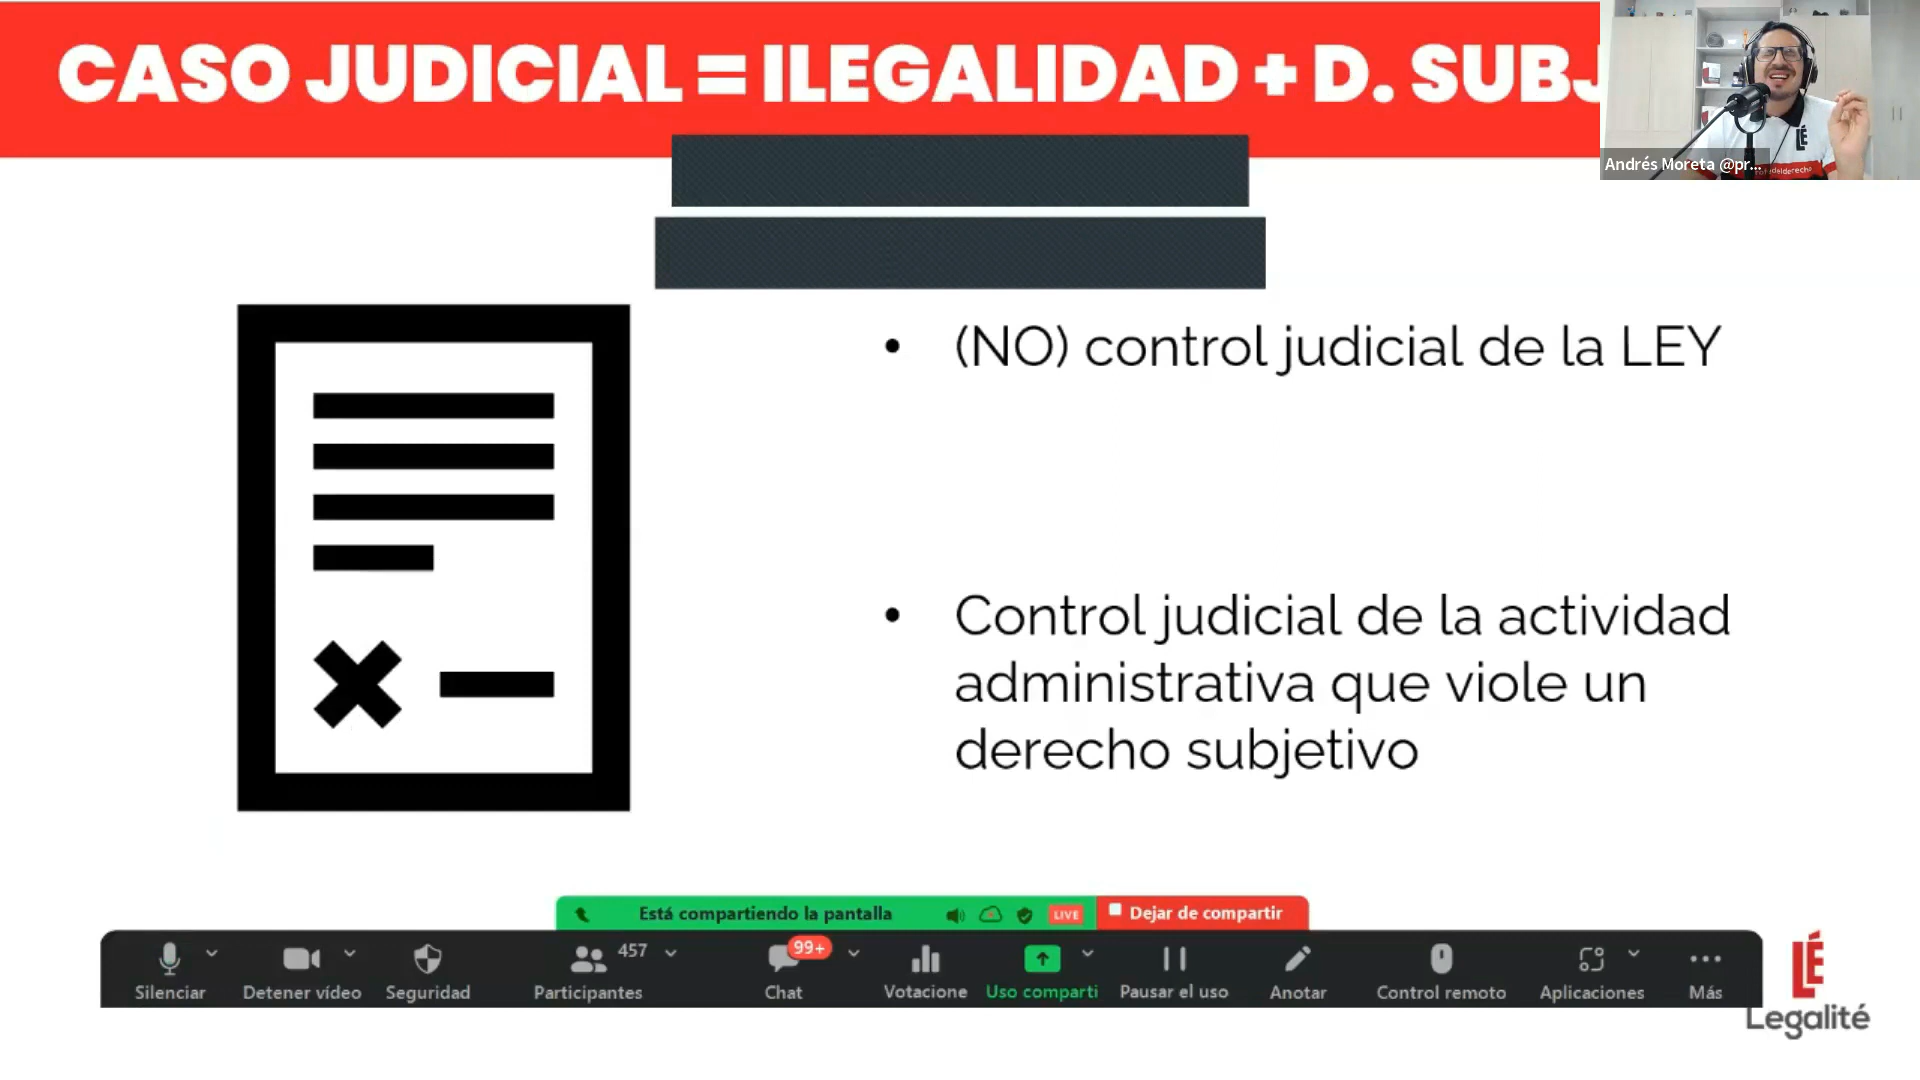 CASO JUDICIAL = ILEGALIDAD + D. SUBJ
Andrés Moreta @pr...
LÉ
• (NO) control judicial de la LEY
• Control judicial de la actividad
administrativa que viole un
derecho subjetivo
Está compartiendo la pantalla
LIVE
Dejar de compartir
457
99+
Silenciar
Detener vídeo
Seguridad
Participantes
Chat
Votacione
Uso comparti
Pausar el uso
Anotar
Control remoto
Aplicaciones
Más
LÉ
Legalité